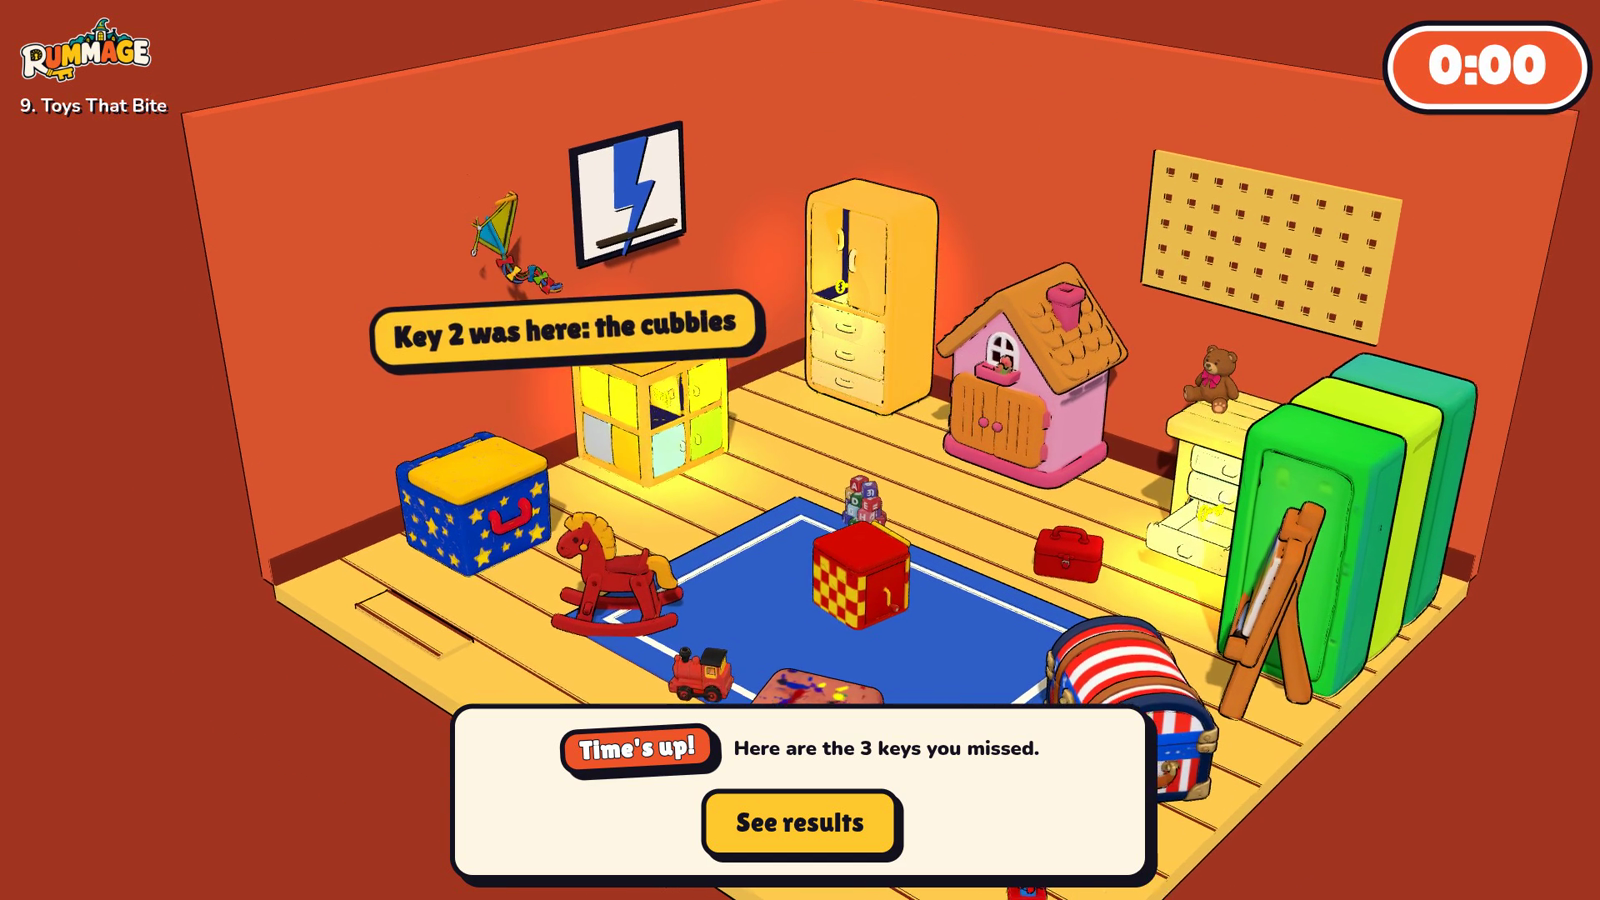 RUMMAGE
9. Toys That Bite
0:00
Key 2 was here: the cubbies
Time's up!
Here are the 3 keys you missed.
See results